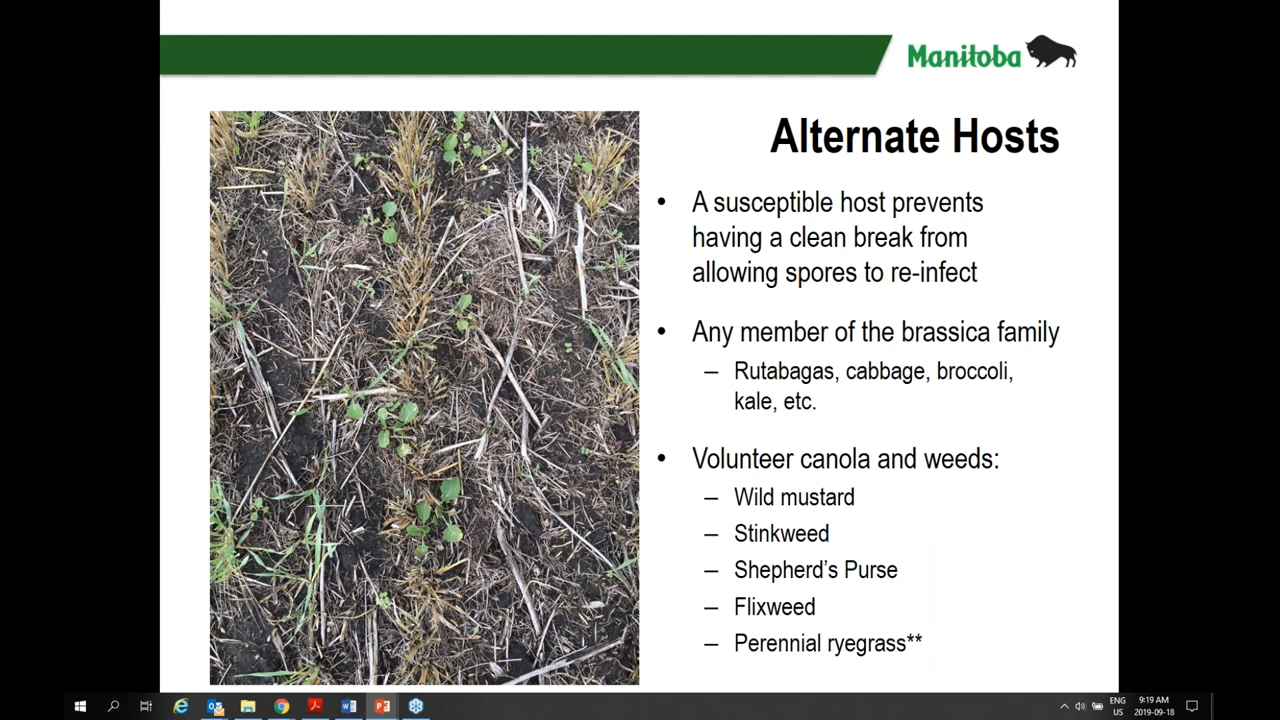 Manitoba
Alternate Hosts
• A susceptible host prevents
having a clean break from
allowing spores to re-infect
• Any member of the brassica family
– Rutabagas, cabbage, broccoli,
kale, etc.
• Volunteer canola and weeds:
– Wild mustard
– Stinkweed
– Shepherd’s Purse
– Flixweed
– Perennial ryegrass**
ENG
US
9:19 AM
2019-09-18